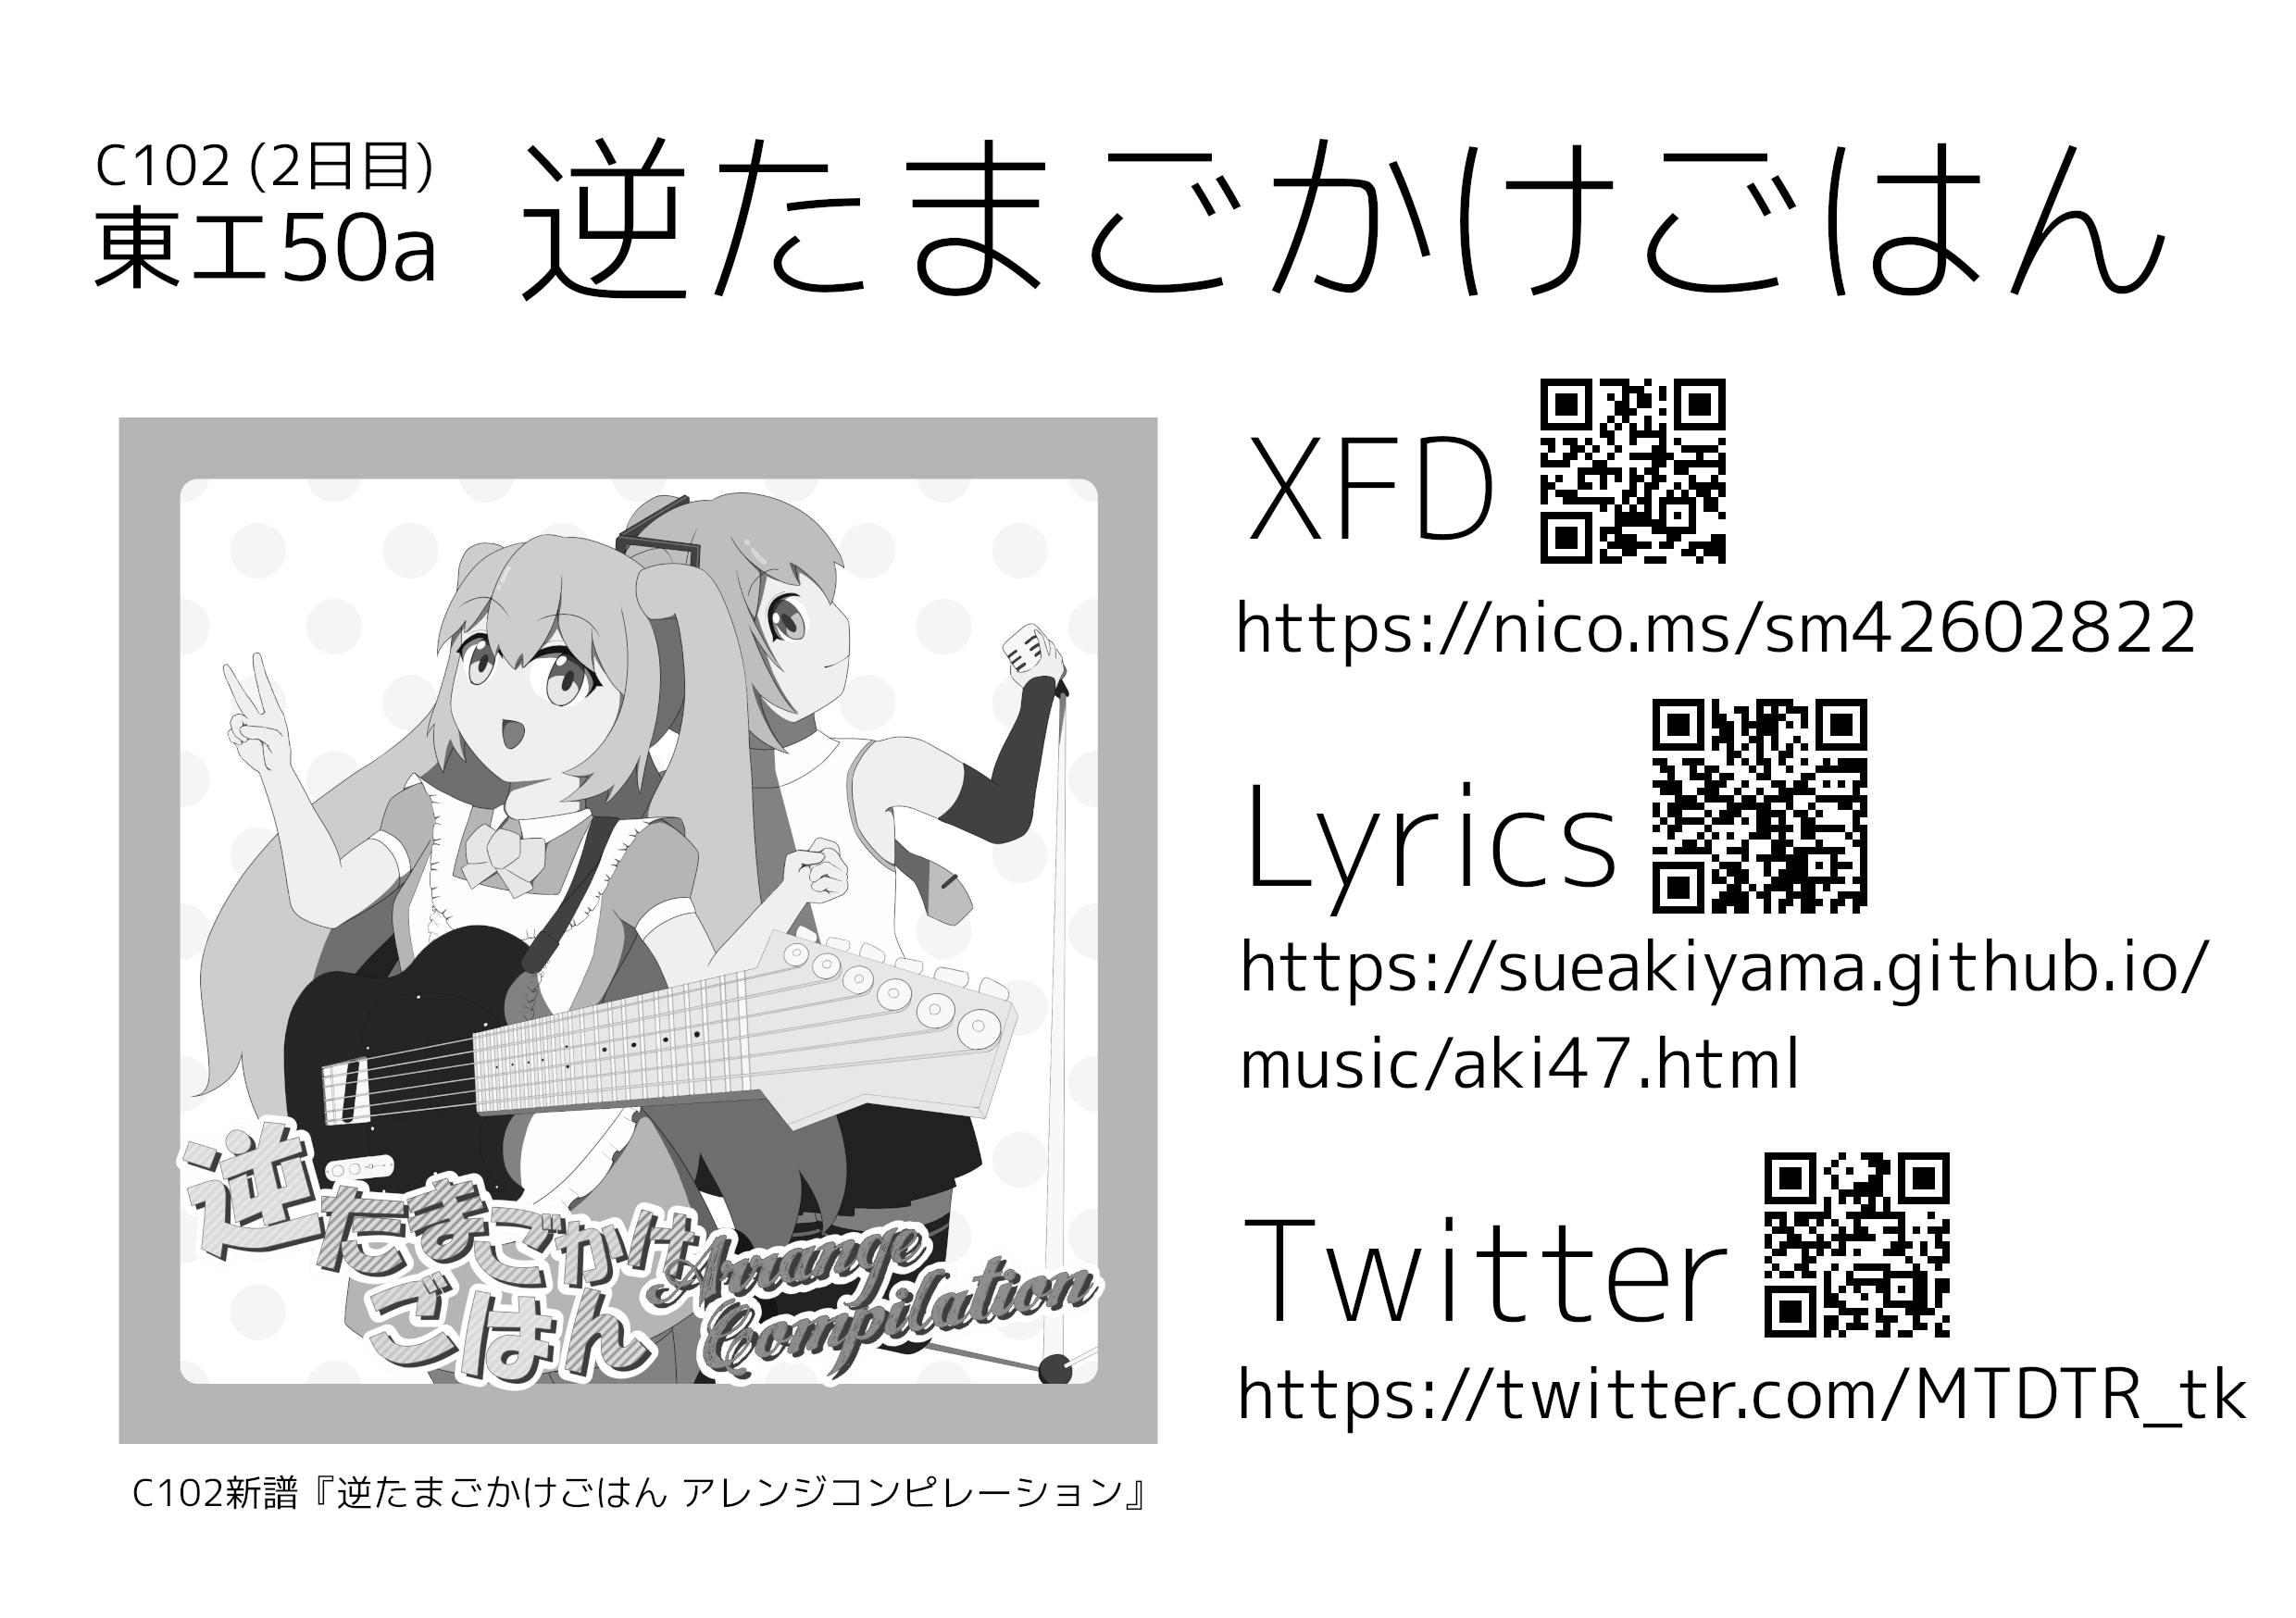 C102 (2日目)
東エ50a
逆たまごかけごはん
XFD
https://nico.ms/sm42602822
Lyrics
https://sueakiyama.github.io/
music/aki47.html
Twitter
https://twitter.com/MTDTR_tk
逆たまごかけ
ごはん
Arrange
Compilation
C102新譜『逆たまごかけごはん アレンジコンピレーション』